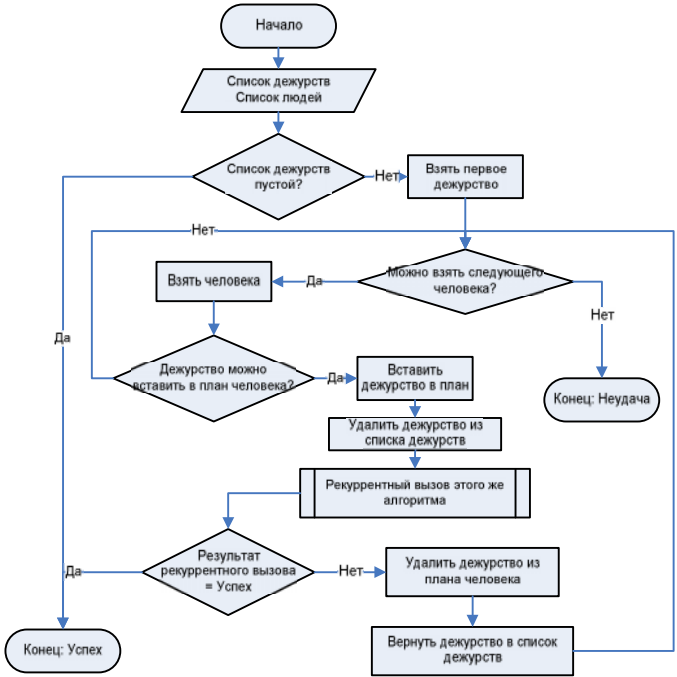 Начало
Список дежурств
Список людей
Список дежурств
пустой?
Нет
Взять первое
дежурство
Нет
Можно взять следующего
человека?
Да
Взять человека
Нет
Да
Дежурство можно
вставить в план человека?
Да
Вставить
дежурство в план
Конец: Неудача
Удалить дежурство из
списка дежурств
Рекуррентный вызов этого же
алгоритма
Результат
рекуррентного вызова
= Успех
Да
Нет
Удалить дежурство из
плана человека
Конец: Успех
Вернуть дежурство в список
дежурств